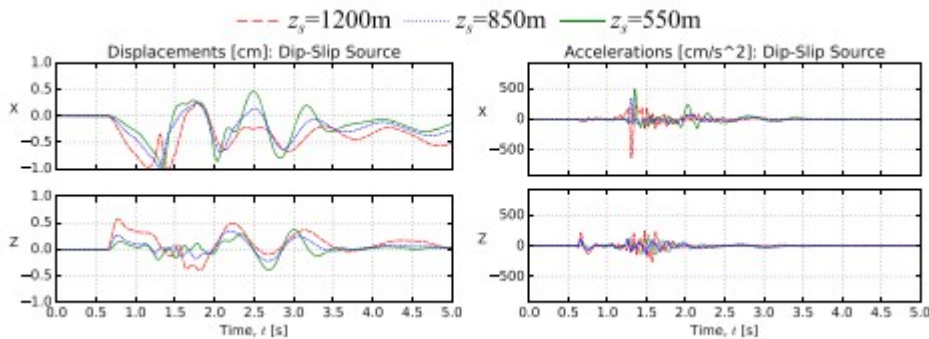 z_s=1200m z_s=850m z_s=550m
Displacements [cm]: Dip-Slip Source
1.0
0.5
X 0.0
−0.5
−1.0
1.0
0.5
Z 0.0
−0.5
−1.0
0.0 0.5 1.0 1.5 2.0 2.5 3.0 3.5 4.0 4.5 5.0
Time, t [s]
Accelerations [cm/s^2]: Dip-Slip Source
500
X 0
−500
500
Z 0
−500
0.0 0.5 1.0 1.5 2.0 2.5 3.0 3.5 4.0 4.5 5.0
Time, t [s]